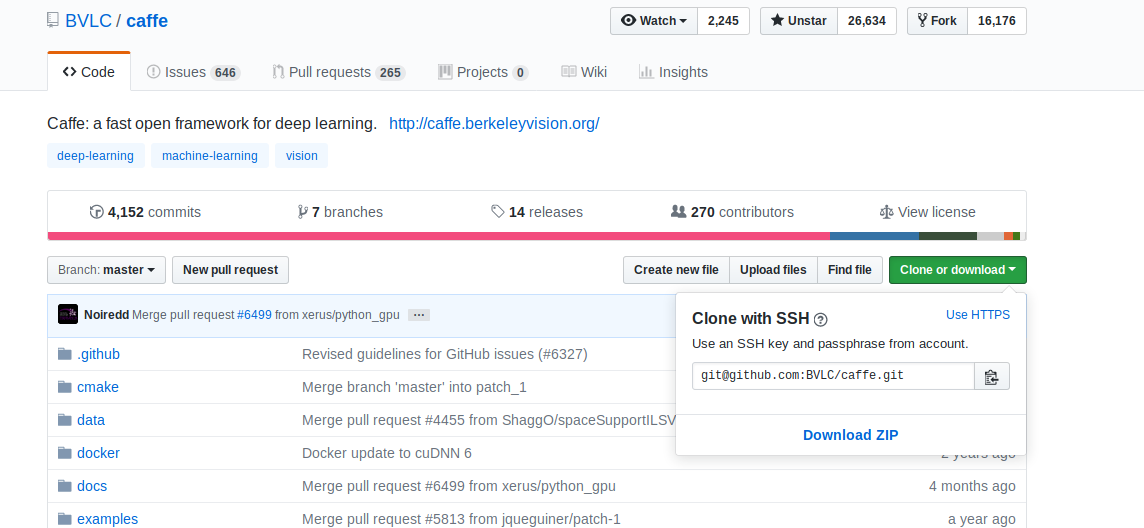 BVLC / caffe
Watch 2,245 Unstar 26,634 Fork 16,176
Code Issues 646 Pull requests 265 Projects 0 Wiki Insights
Caffe: a fast open framework for deep learning. http://caffe.berkeleyvision.org/
deep-learning machine-learning vision
4,152 commits 7 branches 14 releases 270 contributors View license
Branch: master New pull request Create new file Upload files Find file Clone or download
Noiredd Merge pull request #6499 from xerus/python_gpu ...
Clone with SSH ? Use HTTPS
Use an SSH key and passphrase from account.
git@github.com:BVLC/caffe.git
Download ZIP
.github Revised guidelines for GitHub issues (#6327)
cmake Merge branch 'master' into patch_1
data Merge pull request #4455 from ShaggO/spaceSupportILSV
docker Docker update to cuDNN 6 2 years ago
docs Merge pull request #6499 from xerus/python_gpu 4 months ago
examples Merge pull request #5813 from jqueguiner/patch-1 a year ago